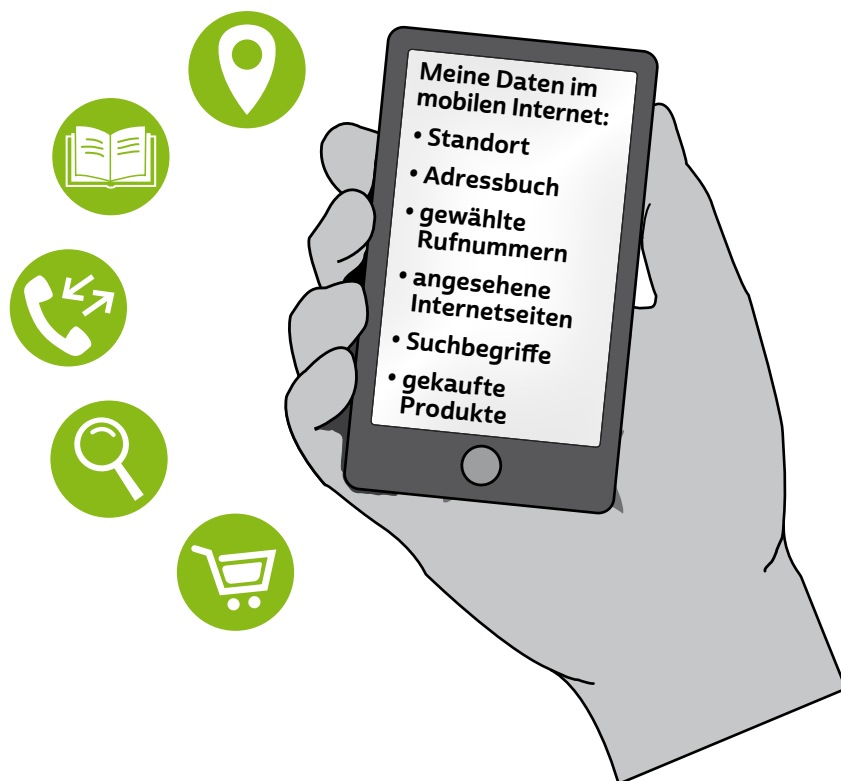 Meine Daten im
mobilen Internet:
• Standort
• Adressbuch
• gewählte
Rufnummern
• angesehene
Internetseiten
• Suchbegriffe
• gekaufte
Produkte